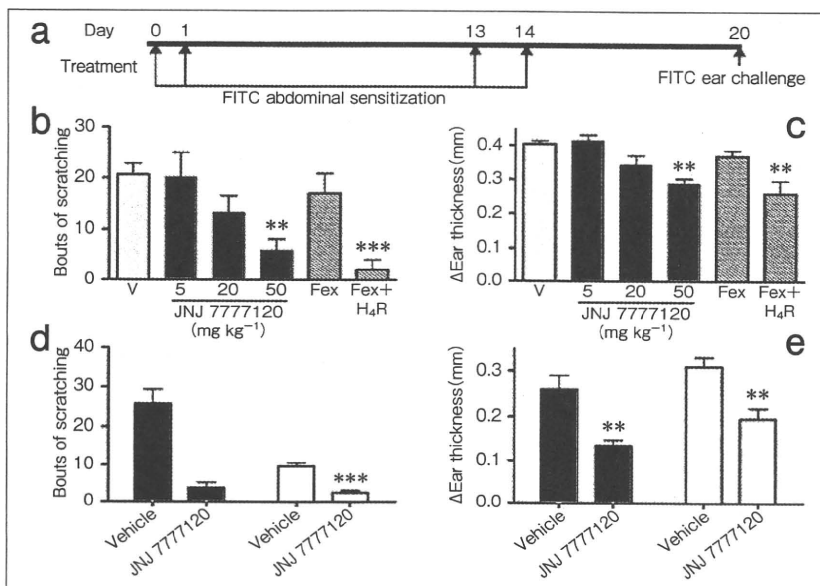 a
Day 0 1 13 14 20
Treatment
FITC ear challenge
FITC abdominal sensitization
b
Bouts of scratching
30
20
10
0
V 5 20 50 Fex Fex+
H₄R
JNJ 7777120
(mg kg⁻¹)
**
***
c
ΔEar thickness(mm)
0.4
0.3
0.2
0.1
0.0
V 5 20 50 Fex Fex+
H₄R
JNJ 7777120
(mg kg⁻¹)
**
**
d
Bouts of scratching
40
30
20
10
0
***
Vehicle
JNJ 7777120
Vehicle
JNJ 7777120
e
ΔEar thickness(mm)
0.3
0.2
0.1
0.0
**
**
Vehicle
JNJ 7777120
Vehicle
JNJ 7777120